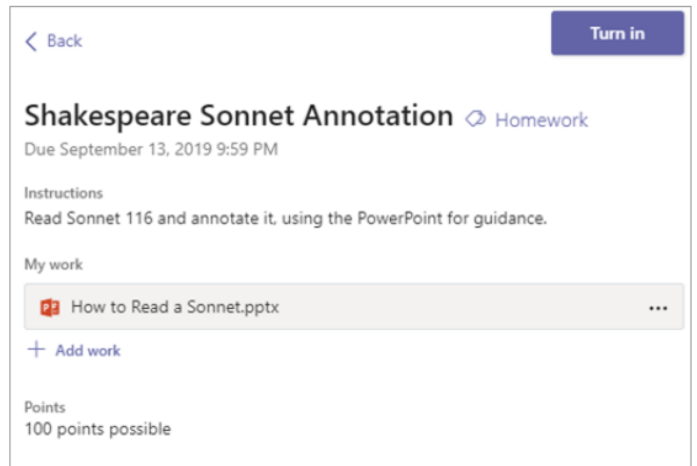 Back
Turn in
Shakespeare Sonnet Annotation Homework
Due September 13, 2019 9:59 PM
Instructions
Read Sonnet 116 and annotate it, using the PowerPoint for guidance.
My work
How to Read a Sonnet.pptx
Add work
Points
100 points possible